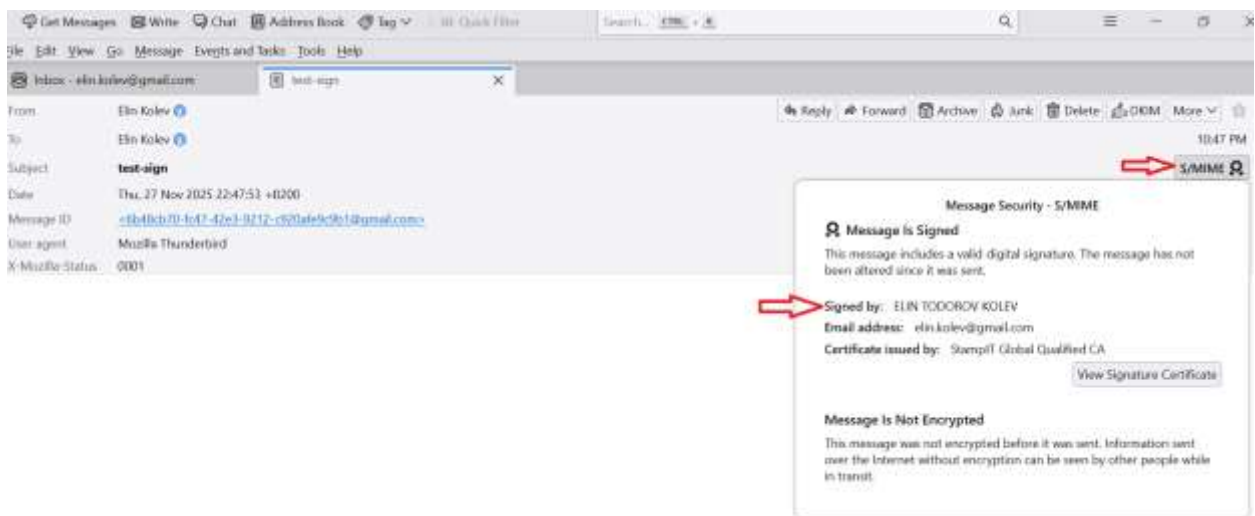 Get Messages Write Chat Address Book Tag Quick Filter Search... CTRL + K
File Edit View Go Message Events and Tasks Tools Help
Inbox - elin.kolev@gmail.com test-sign
From Elin Kolev Reply Forward Archive Junk Delete DKIM More
To Elin Kolev 10:47 PM
Subject test-sign S/MIME
Date Thu, 27 Nov 2025 22:47:53 +0200
Message ID
User agent Mozilla Thunderbird
X-Mozilla-Status 0001
Message Security - S/MIME
Message Is Signed
This message includes a valid digital signature. The message has not
been altered since it was sent.
Signed by: ELIN TODOROV KOLEV
Email address: elin.kolev@gmail.com
Certificate issued by: StampIT Global Qualified CA
View Signature Certificate
Message Is Not Encrypted
This message was not encrypted before it was sent. Information sent
over the Internet without encryption can be seen by other people while
in transit.